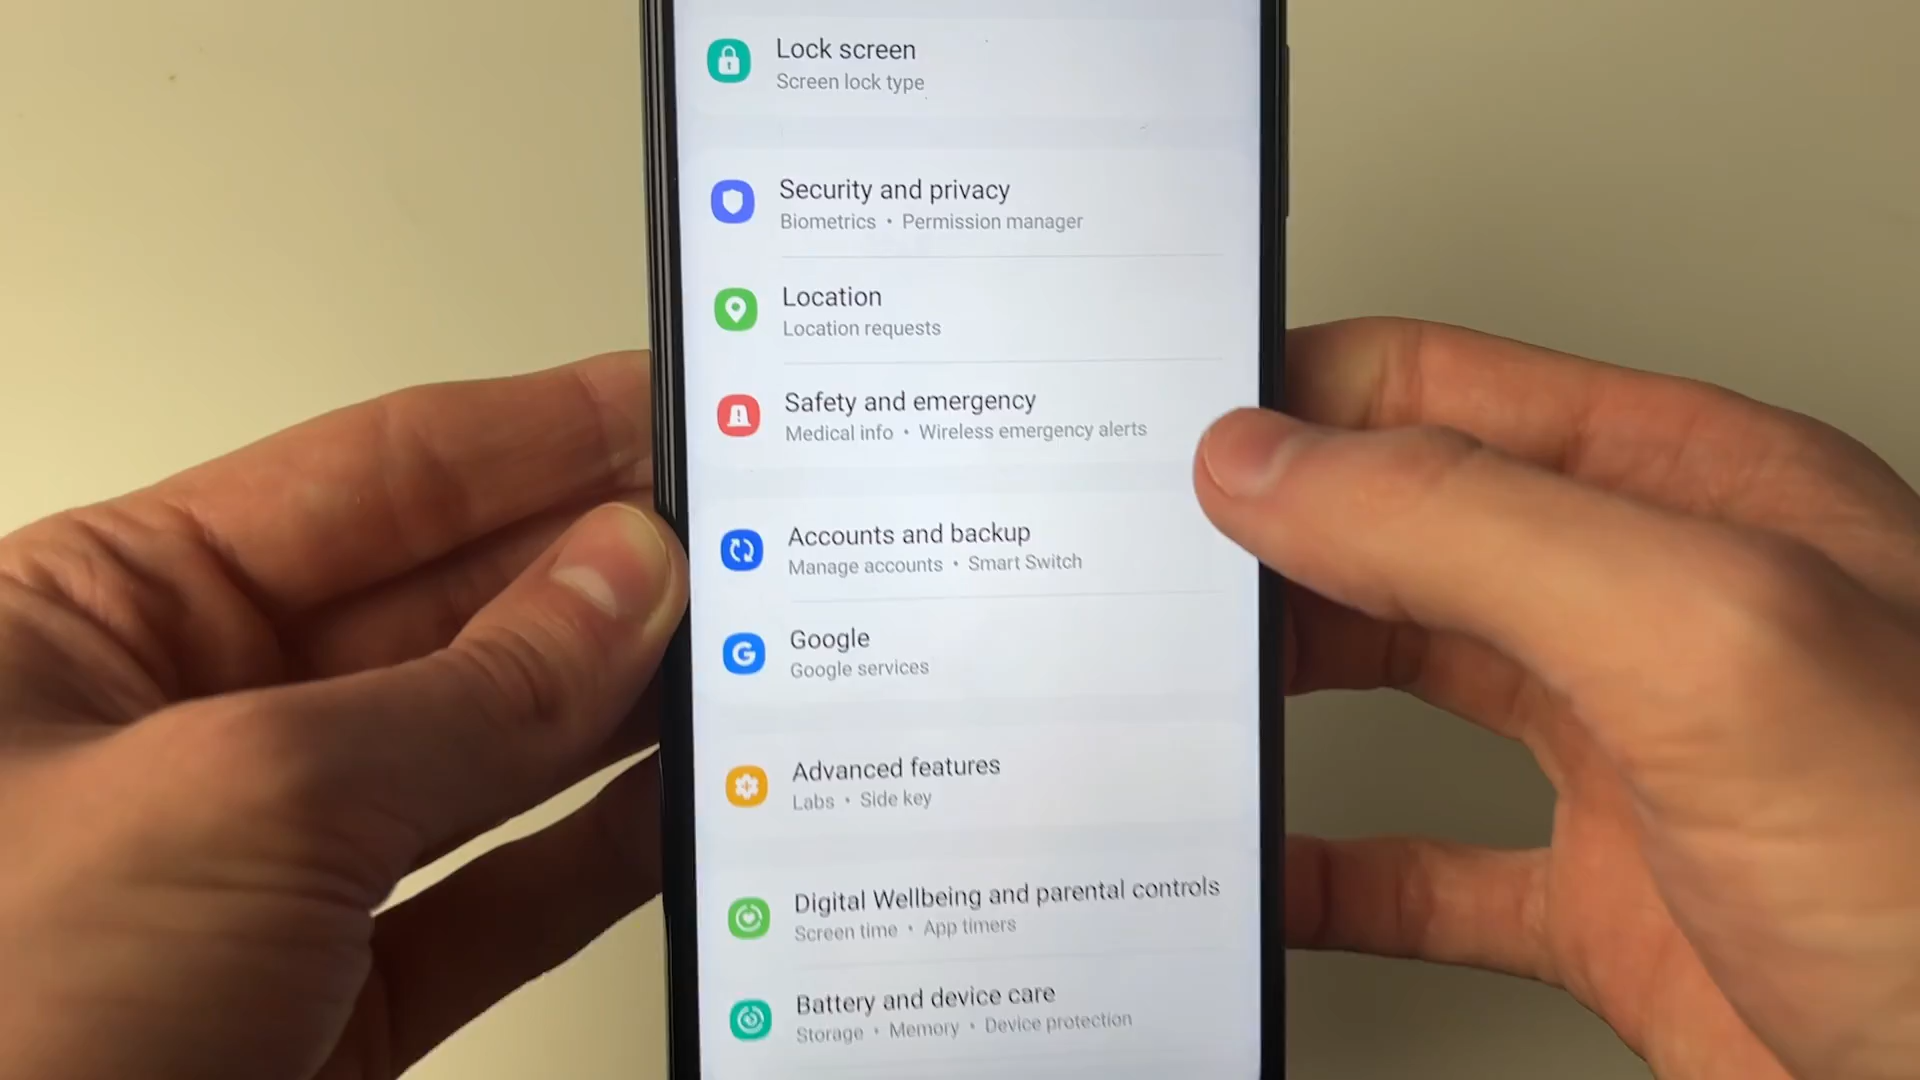 Lock screen
Screen lock type
Security and privacy
Biometrics • Permission manager
Location
Location requests
Safety and emergency
Medical info • Wireless emergency alerts
Accounts and backup
Manage accounts • Smart Switch
G
Google
Google services
Advanced features
Labs • Side key
Digital Wellbeing and parental controls
Screen time • App timers
Battery and device care
Storage • Memory • Device protection